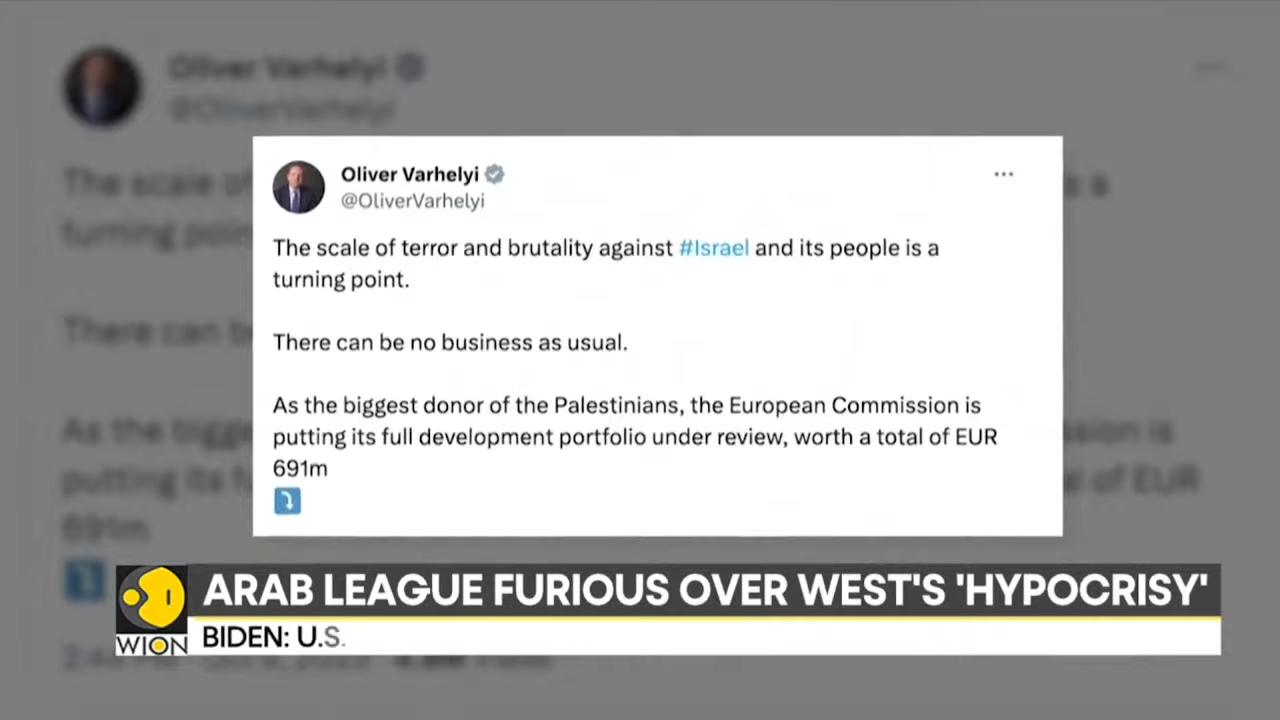 Oliver Varhelyi
@OliverVarhelyi
The scale of terror and brutality against #Israel and its people is a
turning point.
There can be no business as usual.
As the biggest donor of the Palestinians, the European Commission is
putting its full development portfolio under review, worth a total of EUR
691m
ARAB LEAGUE FURIOUS OVER WEST'S 'HYPOCRISY'
WION
BIDEN: U.S.